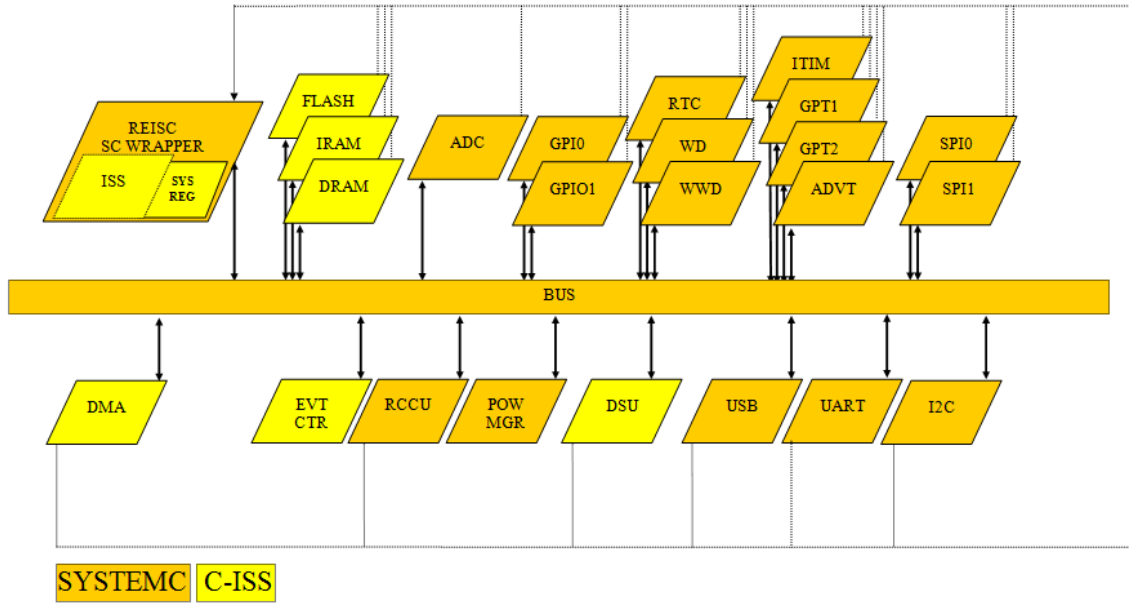 ITIM
FLASH
RTC
GPT1
REISC
SC WRAPPER
IRAM
ADC
GPI0
WD
GPT2
SPI0
ISS
SYS
REG
DRAM
GPIO1
WWD
ADVT
SPI1
BUS
DMA
EVT
CTR
RCCU
POW
MGR
DSU
USB
UART
I2C
SYSTEMC
C-ISS